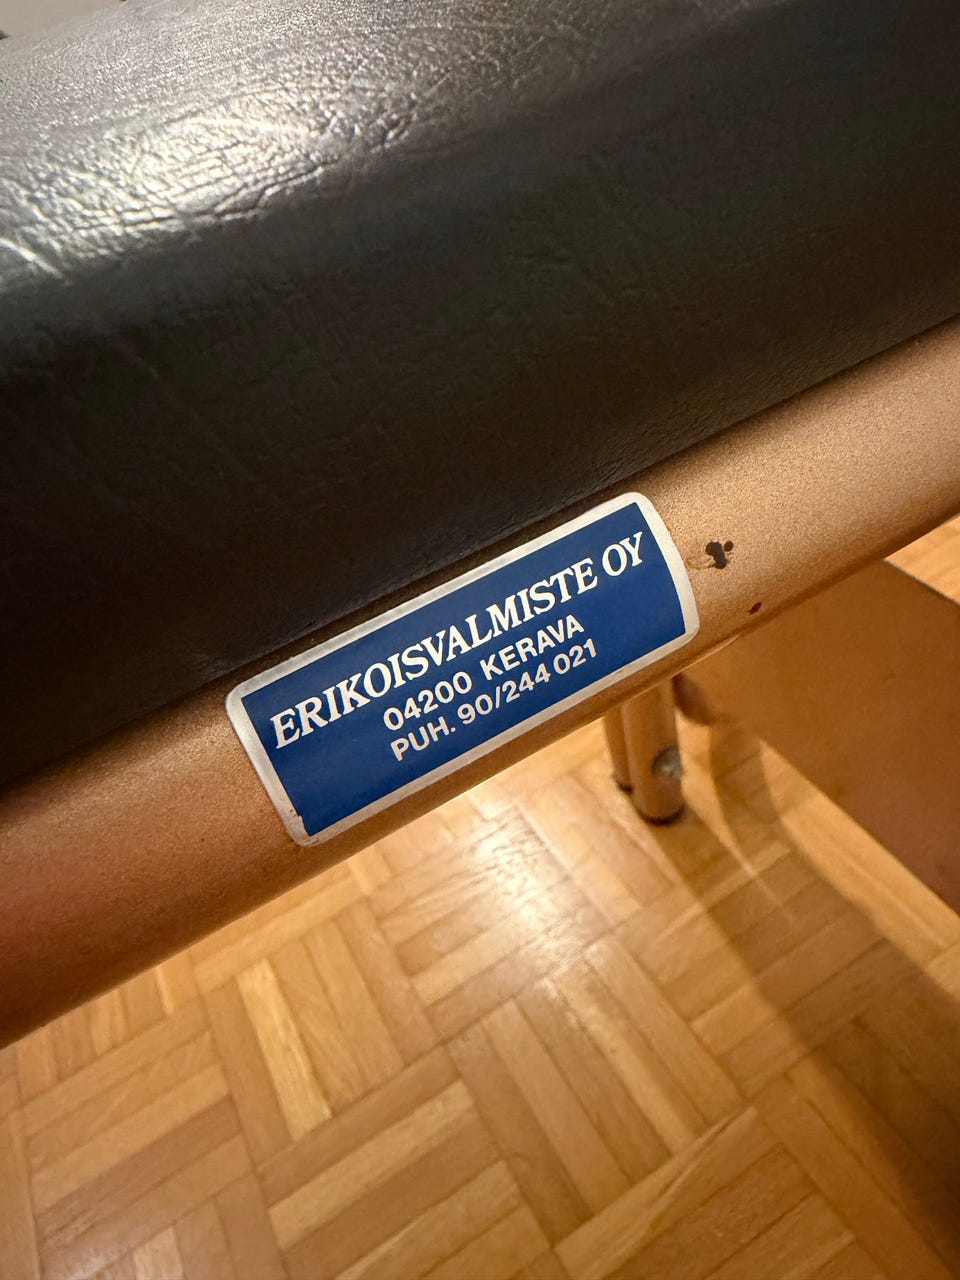 ERIKOISVALMISTE OY
04200 KERAVA
PUH. 90/244 021